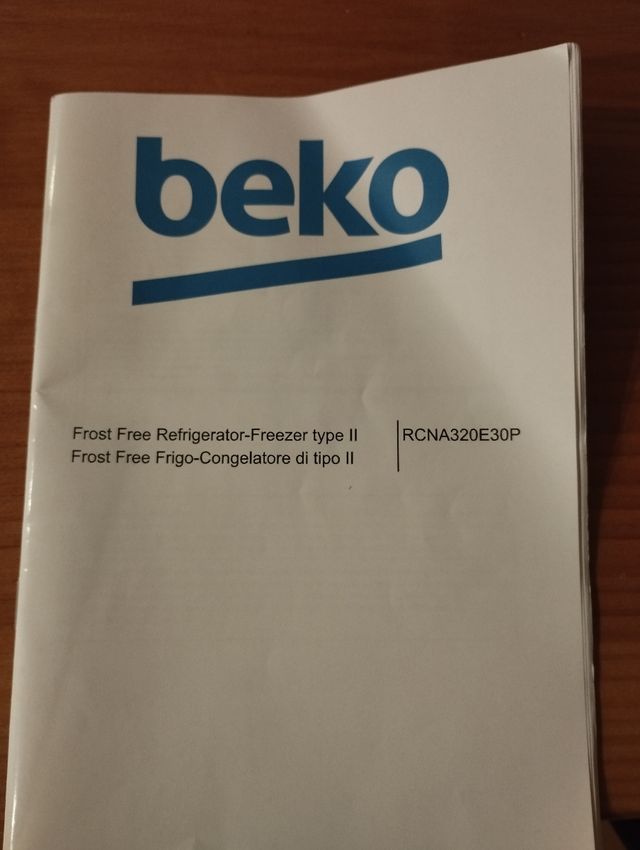 beko
Frost Free Refrigerator-Freezer type II
RCNA320E30P
Frost Free Frigo-Congelatore di tipo II